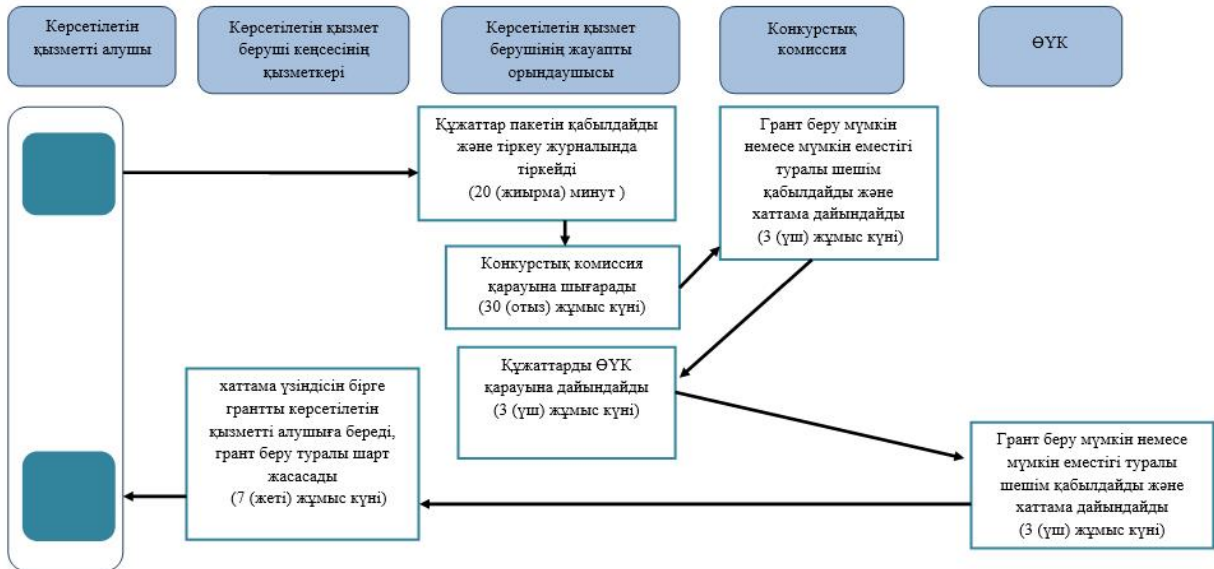 Көрсетілетін
қызметті алушы
Көрсетілетін қызмет
беруші кеңсесінің
қызметкері
Көрсетілетін қызмет
берушінің жауапты
орындаушысы
Конкурстық
комиссия
ӨҮК
Құжаттар пакетін қабылдайды
және тіркеу журналында
тіркейді
(20 (жиырма) минут )
Грант беру мүмкін
немесе мүмкін еместігі
туралы шешім
қабылдайды және
хаттама дайындайды
(3 (үш) жұмыс күні)
Конкурстық комиссия
қарауына шығарады
(30 (отыз) жұмыс күні)
Құжаттарды ӨҮК
қарауына дайындайды
(3 (үш) жұмыс күні)
хаттама үзіндісін бірге
грантты көрсетілетін
қызметті алушыға береді,
грант беру туралы шарт
жасасады
(7 (жеті) жұмыс күні)
Грант беру мүмкін немесе
мүмкін еместігі туралы
шешім қабылдайды және
хаттама дайындайды
(3 (үш) жұмыс күні)